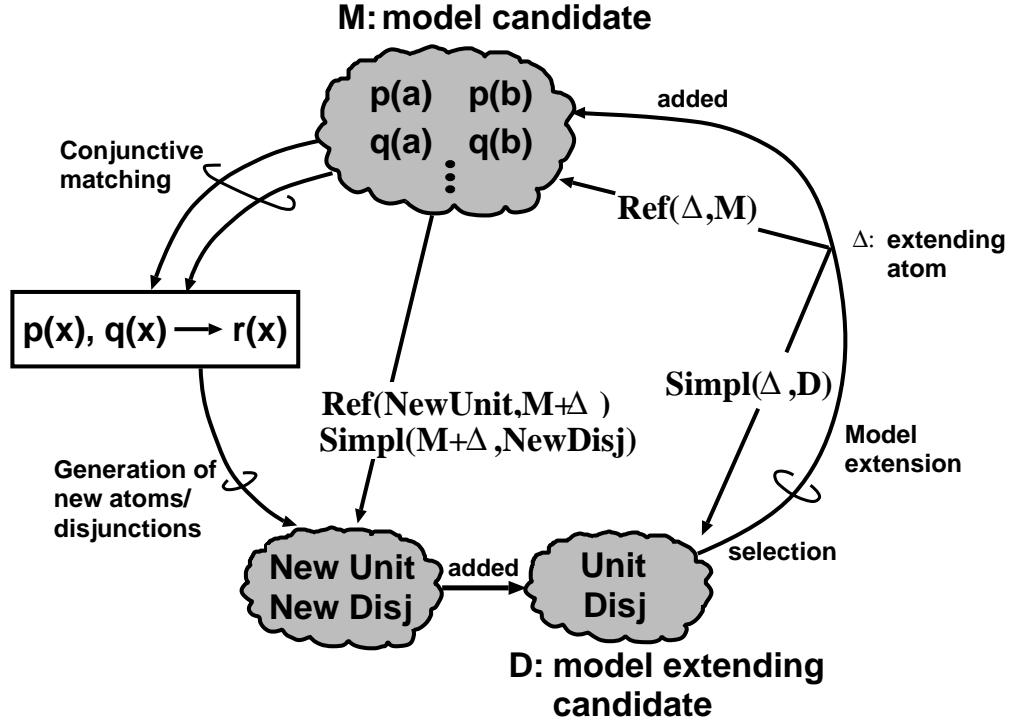 M: model candidate
p(a) p(b)
q(a) q(b)
added
Conjunctive
matching
Ref(Δ,M)
Δ: extending
atom
p(x), q(x) → r(x)
Simpl(Δ,D)
Ref(NewUnit,M+Δ )
Simpl(M+Δ,NewDisj)
Model
extension
Generation of
new atoms/
disjunctions
New Unit
New Disj
added
Unit
Disj
selection
D: model extending
candidate